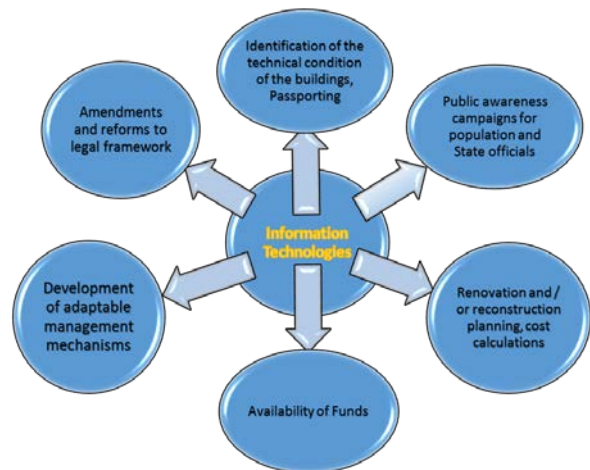 Identification of the
technical condition
of the buildings,
Passporting
Amendments
and reforms to
legal framework
Public awareness
campaigns for
population and
State officials
Information
Technologies
Development
of adaptable
management
mechanisms
Renovation and /
or reconstruction
planning, cost
calculations
Availability of Funds